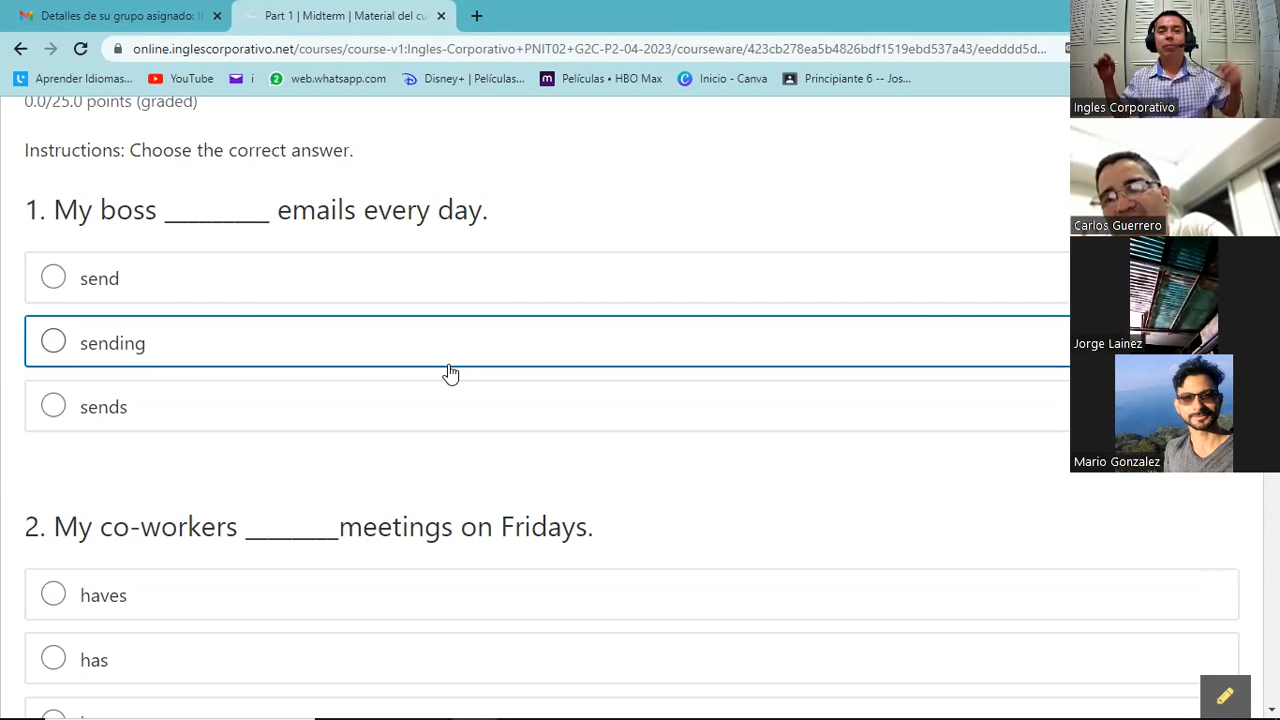 Detalles de su grupo asignado: I
Part 1 | Midterm | Material del cu
online.inglescorporativo.net/courses/course-v1:Ingles-Corporativo+PNIT02+G2C-P2-04-2023/courseware/
Aprender Idiomas...
YouTube
i
web.whatsapp.com
Disney+ | Películas...
Películas • HBO Max
Inicio - Canva
Principiante 6 - Jos...
0.0/25.0 points (graded)
Instructions: Choose the correct answer.
1. My boss _________ emails every day.
send
sending
sends
2. My co-workers ________meetings on Fridays.
haves
has
Ingles Corporativo
Carlos Guerrero
Jorge Lainez
Mario Gonzalez